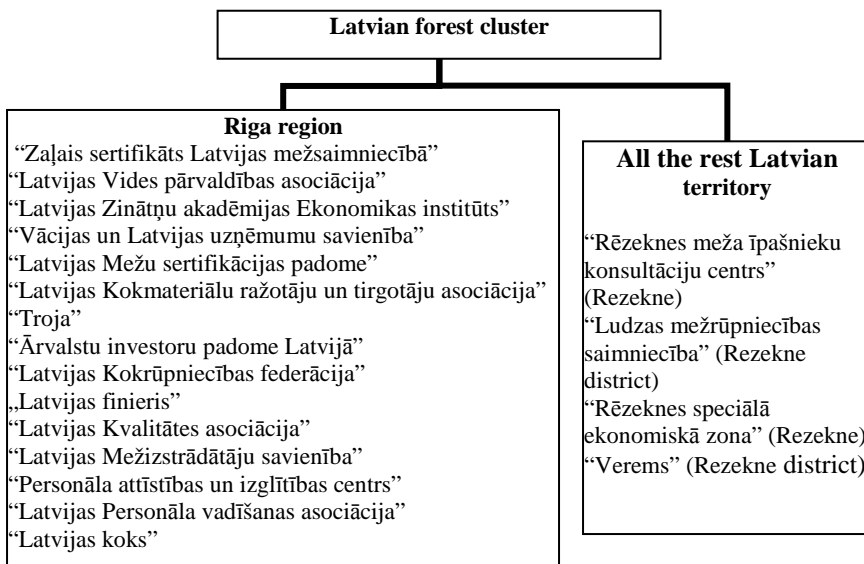 Latvian forest cluster
Riga region
“Zaļais sertifikāts Latvijas mežsaimniecībā”
“Latvijas Vides pārvaldības asociācija”
“Latvijas Zinātņu akadēmijas Ekonomikas institūts”
“Vācijas un Latvijas uzņēmumu savienība”
“Latvijas Mežu sertifikācijas padome”
“Latvijas Kokmateriālu ražotāju un tirgotāju asociācija”
“Troja”
“Ārvalstu investoru padome Latvijā”
“Latvijas Kokrūpniecības federācija”
„Latvijas finieris”
“Latvijas Kvalitātes asociācija”
“Latvijas Mežizstrādātāju savienība”
“Personāla attīstības un izglītības centrs”
“Latvijas Personāla vadīšanas asociācija”
“Latvijas koks”
All the rest Latvian
territory
“Rēzeknes meža īpašnieku
konsultāciju centrs”
(Rezekne)
“Ludzas mežrūpniecības
saimniecība” (Rezekne
district)
“Rēzeknes speciālā
ekonomiskā zona” (Rezekne)
“Verems” (Rezekne district)